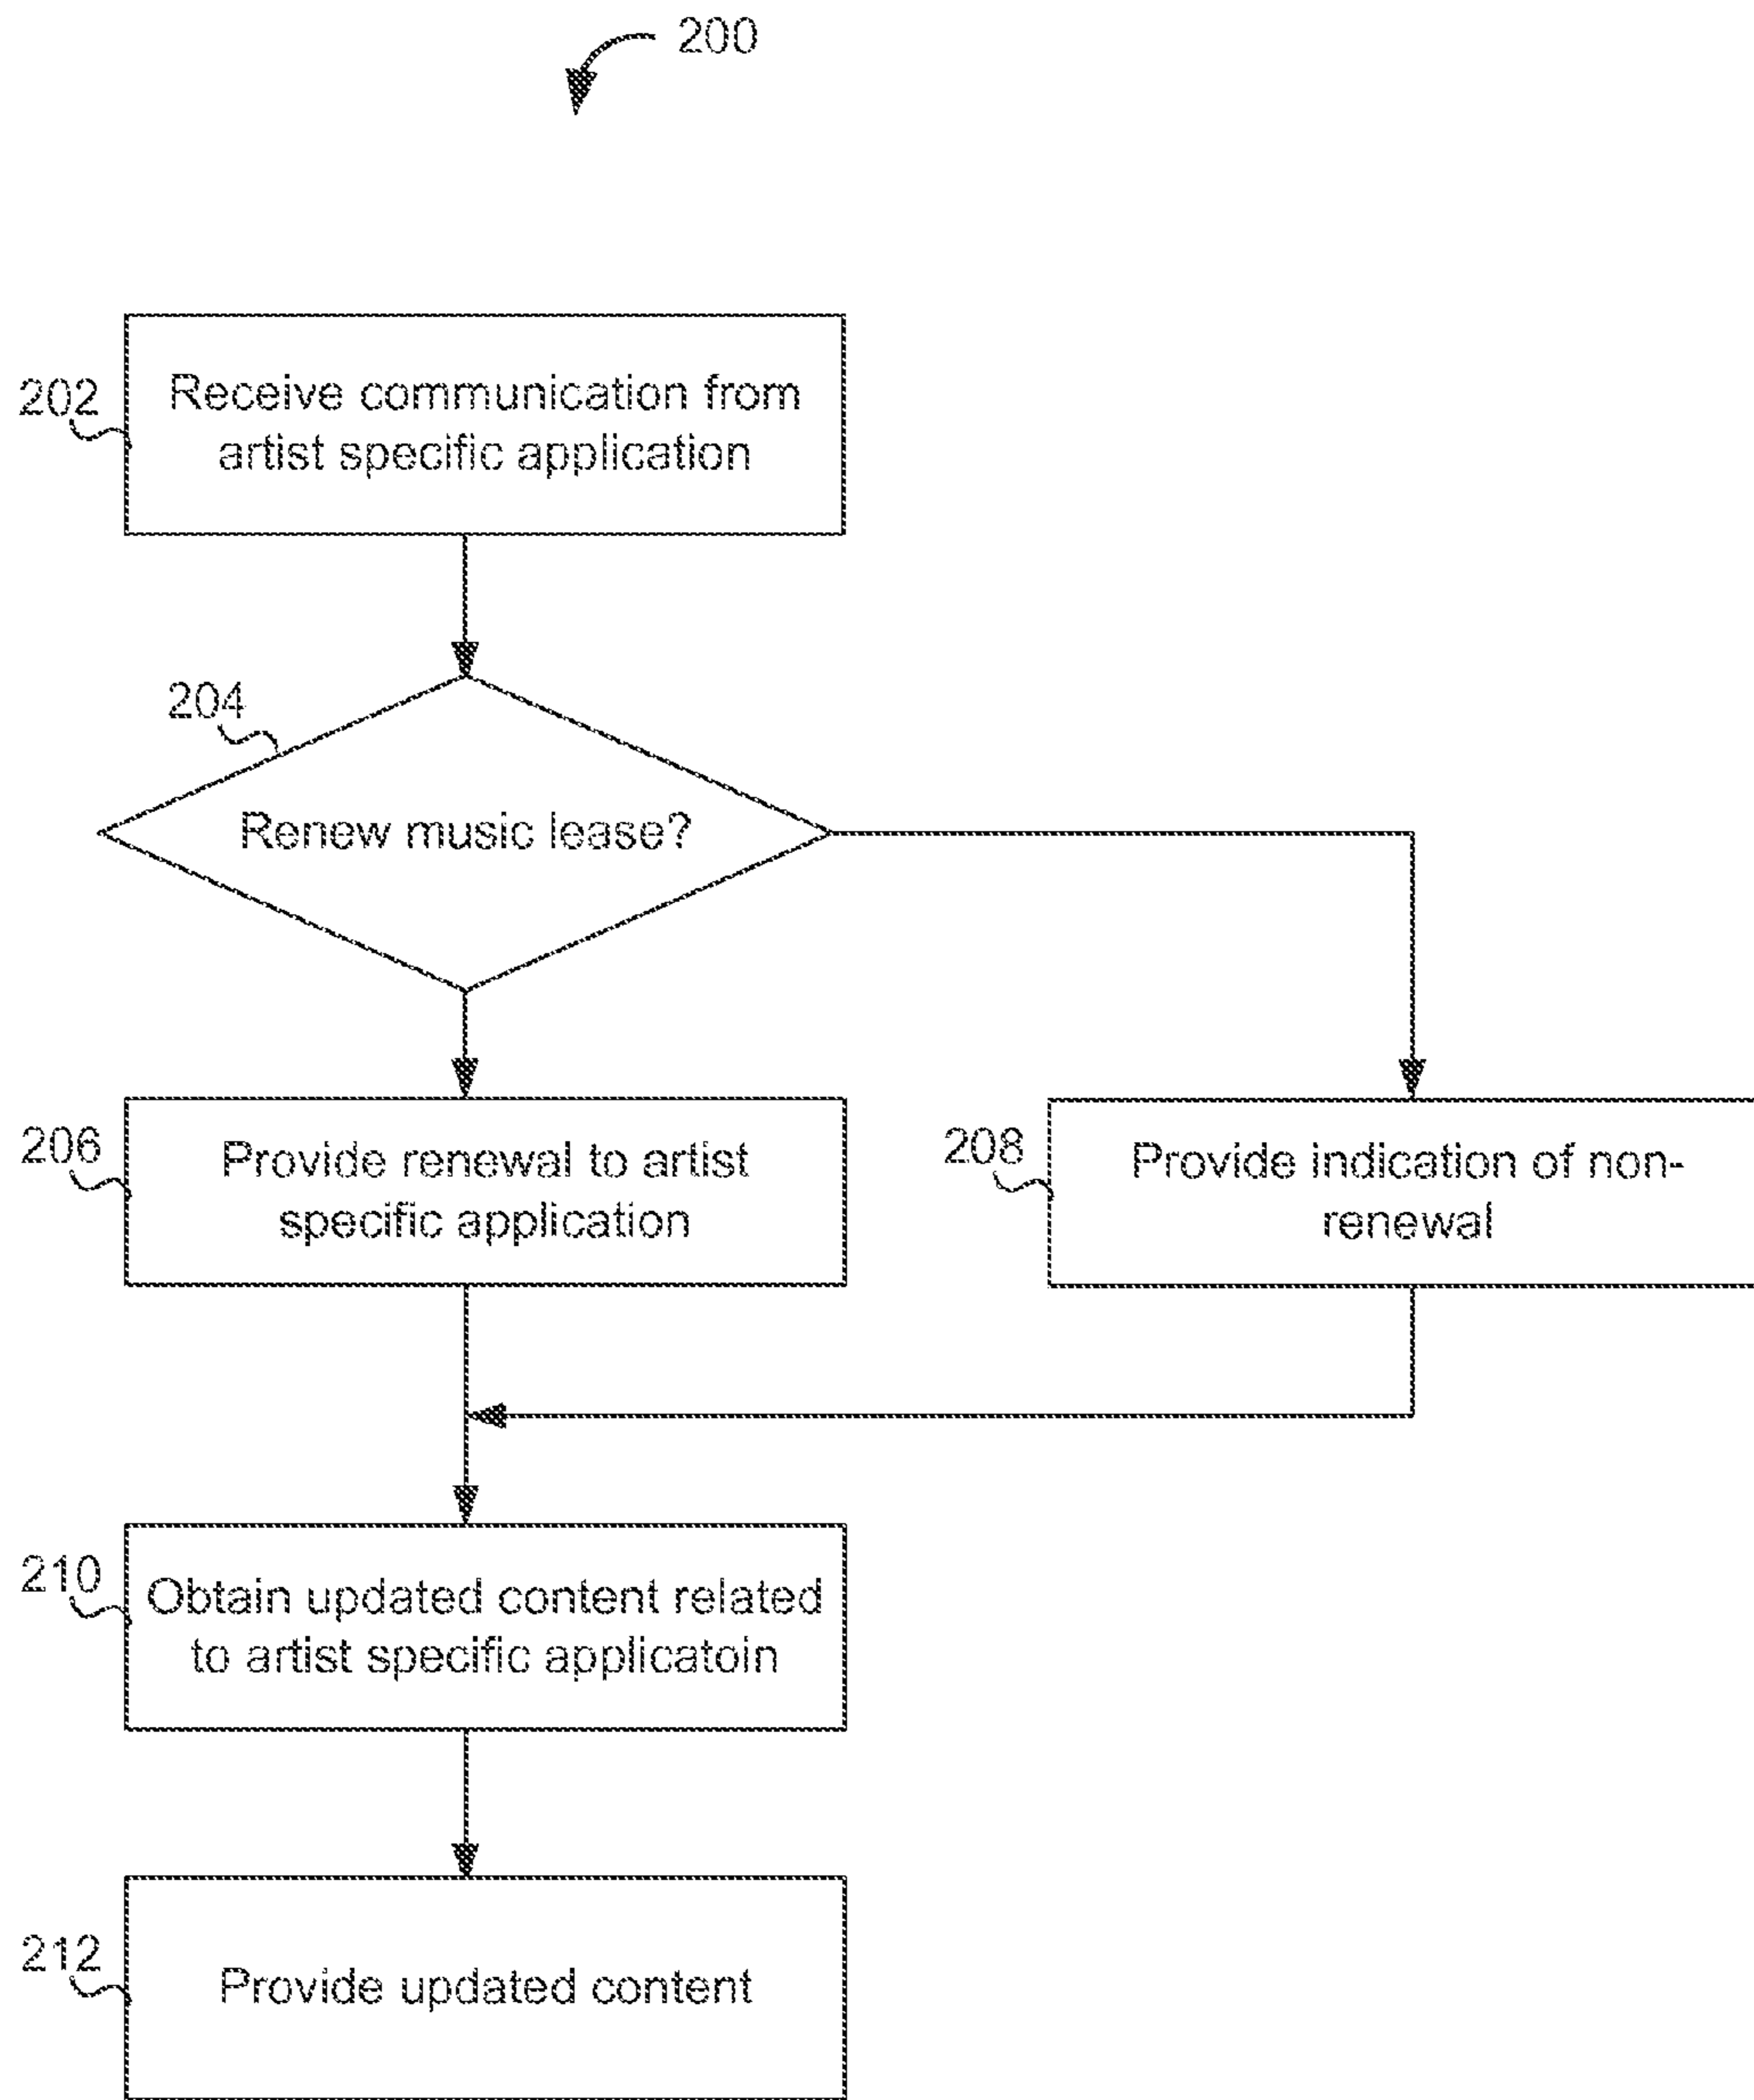 200
202
Receive communication from
artist specific application
204
Renew music lease?
206
Provide renewal to artist
specific application
208
Provide indication of non-
renewal
210
Obtain updated content related
to artist specific applicatoin
212
Provide updated content